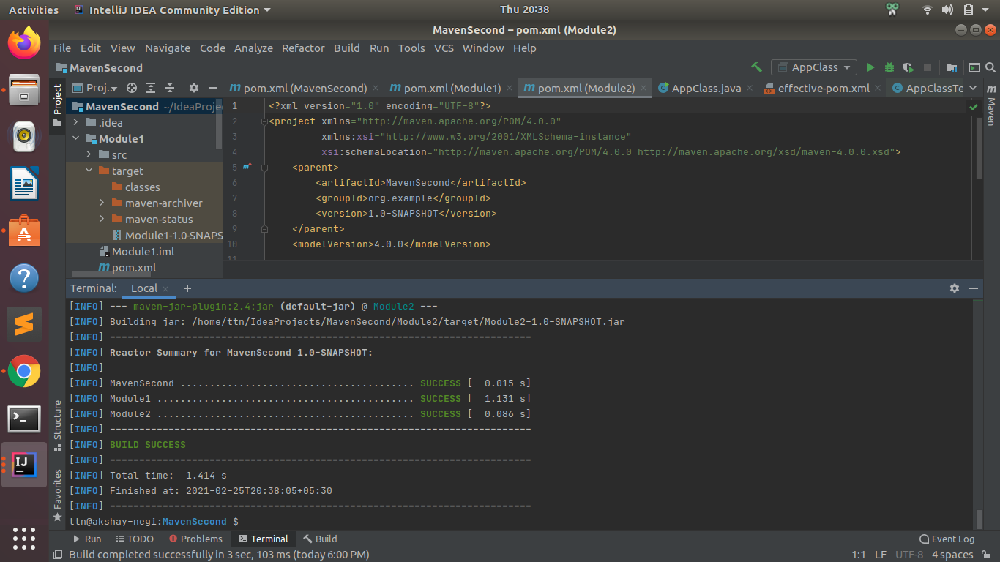 Activities IntelliJ IDEA Community Edition Thu 20:38
MavenSecond – pom.xml (Module2)
File Edit View Navigate Code Analyze Refactor Build Run Tools VCS Window Help
MavenSecond AppClass
Project
Proj..
pom.xml (MavenSecond) pom.xml (Module1) pom.xml (Module2) AppClass.java effective-pom.xml AppClassTe
Maven
MavenSecond ~/IdeaProje
.idea
Module1
src
target
classes
maven-archiver
maven-status
Module1-1.0-SNAPS
Module1.iml
pom.xml
1 <?xml version="1.0" encoding="UTF-8"?>
2 <project xmlns="http://maven.apache.org/POM/4.0.0"
3 xmlns:xsi="http://www.w3.org/2001/XMLSchema-instance"
4 xsi:schemaLocation="http://maven.apache.org/POM/4.0.0 http://maven.apache.org/xsd/maven-4.0.0.xsd">
5 <parent>
6 <artifactId>MavenSecond</artifactId>
7 <groupId>org.example</groupId>
8 <version>1.0-SNAPSHOT</version>
9 </parent>
10 <modelVersion>4.0.0</modelVersion>
11
Terminal: Local
[INFO] --- maven-jar-plugin:2.4:jar (default-jar) @ Module2 ---
[INFO] Building jar: /home/ttn/IdeaProjects/MavenSecond/Module2/target/Module2-1.0-SNAPSHOT.jar
[INFO] ------------------------------------------------------------------------
[INFO] Reactor Summary for MavenSecond 1.0-SNAPSHOT:
[INFO]
[INFO] MavenSecond ........................................ SUCCESS [  0.015 s]
[INFO] Module1 ............................................ SUCCESS [  1.131 s]
[INFO] Module2 ............................................ SUCCESS [  0.086 s]
[INFO] ------------------------------------------------------------------------
[INFO] BUILD SUCCESS
[INFO] ------------------------------------------------------------------------
[INFO] Total time:  1.414 s
[INFO] Finished at: 2021-02-25T20:38:05+05:30
[INFO] ------------------------------------------------------------------------
ttn@akshay-negi:MavenSecond $
Structure
Favorites
Run TODO Problems Terminal Build Event Log
Build completed successfully in 3 sec, 103 ms (today 6:00 PM) 1:1 LF UTF-8 4 spaces